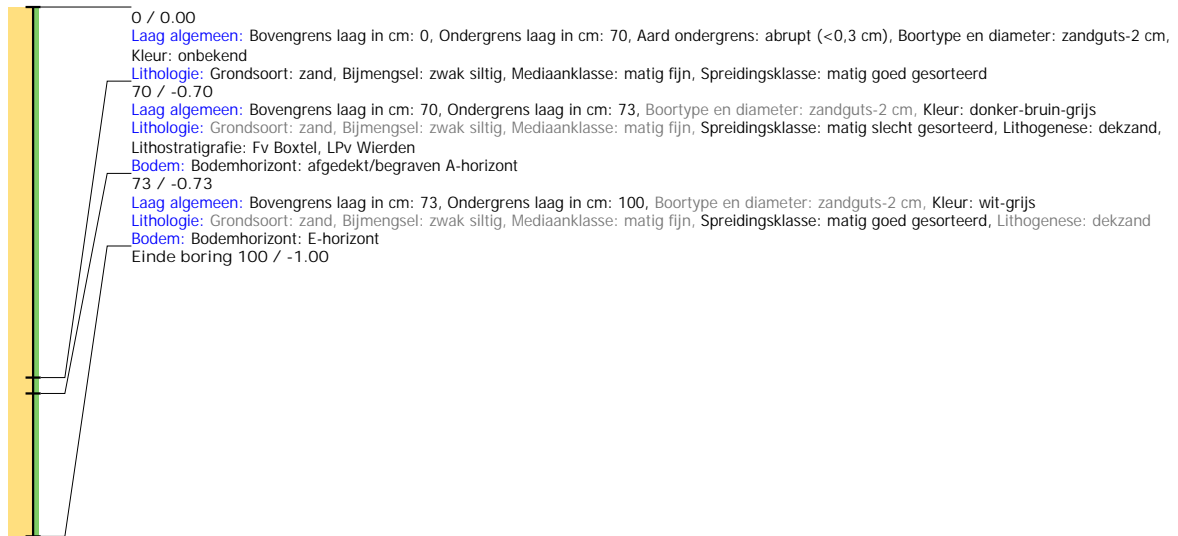 0 / 0.00
Laag algemeen: Bovengrens laag in cm: 0, Ondergrens laag in cm: 70, Aard ondergrens: abrupt (<0,3 cm), Boortype en diameter: zandguts-2 cm,
Kleur: onbekend
Lithologie: Grondsoort: zand, Bijmengsel: zwak siltig, Mediaanklasse: matig fijn, Spreidingsklasse: matig goed gesorteerd
70 / -0.70
Laag algemeen: Bovengrens laag in cm: 70, Ondergrens laag in cm: 73, Boortype en diameter: zandguts-2 cm, Kleur: donker-bruin-grijs
Lithologie: Grondsoort: zand, Bijmengsel: zwak siltig, Mediaanklasse: matig fijn, Spreidingsklasse: matig slecht gesorteerd, Lithogenese: dekzand,
Lithostratigrafie: Fv Boxtel, LPv Wierden
Bodem: Bodemhorizont: afgedekt/begraven A-horizont
73 / -0.73
Laag algemeen: Bovengrens laag in cm: 73, Ondergrens laag in cm: 100, Boortype en diameter: zandguts-2 cm, Kleur: wit-grijs
Lithologie: Grondsoort: zand, Bijmengsel: zwak siltig, Mediaanklasse: matig fijn, Spreidingsklasse: matig goed gesorteerd, Lithogenese: dekzand
Bodem: Bodemhorizont: E-horizont
Einde boring 100 / -1.00